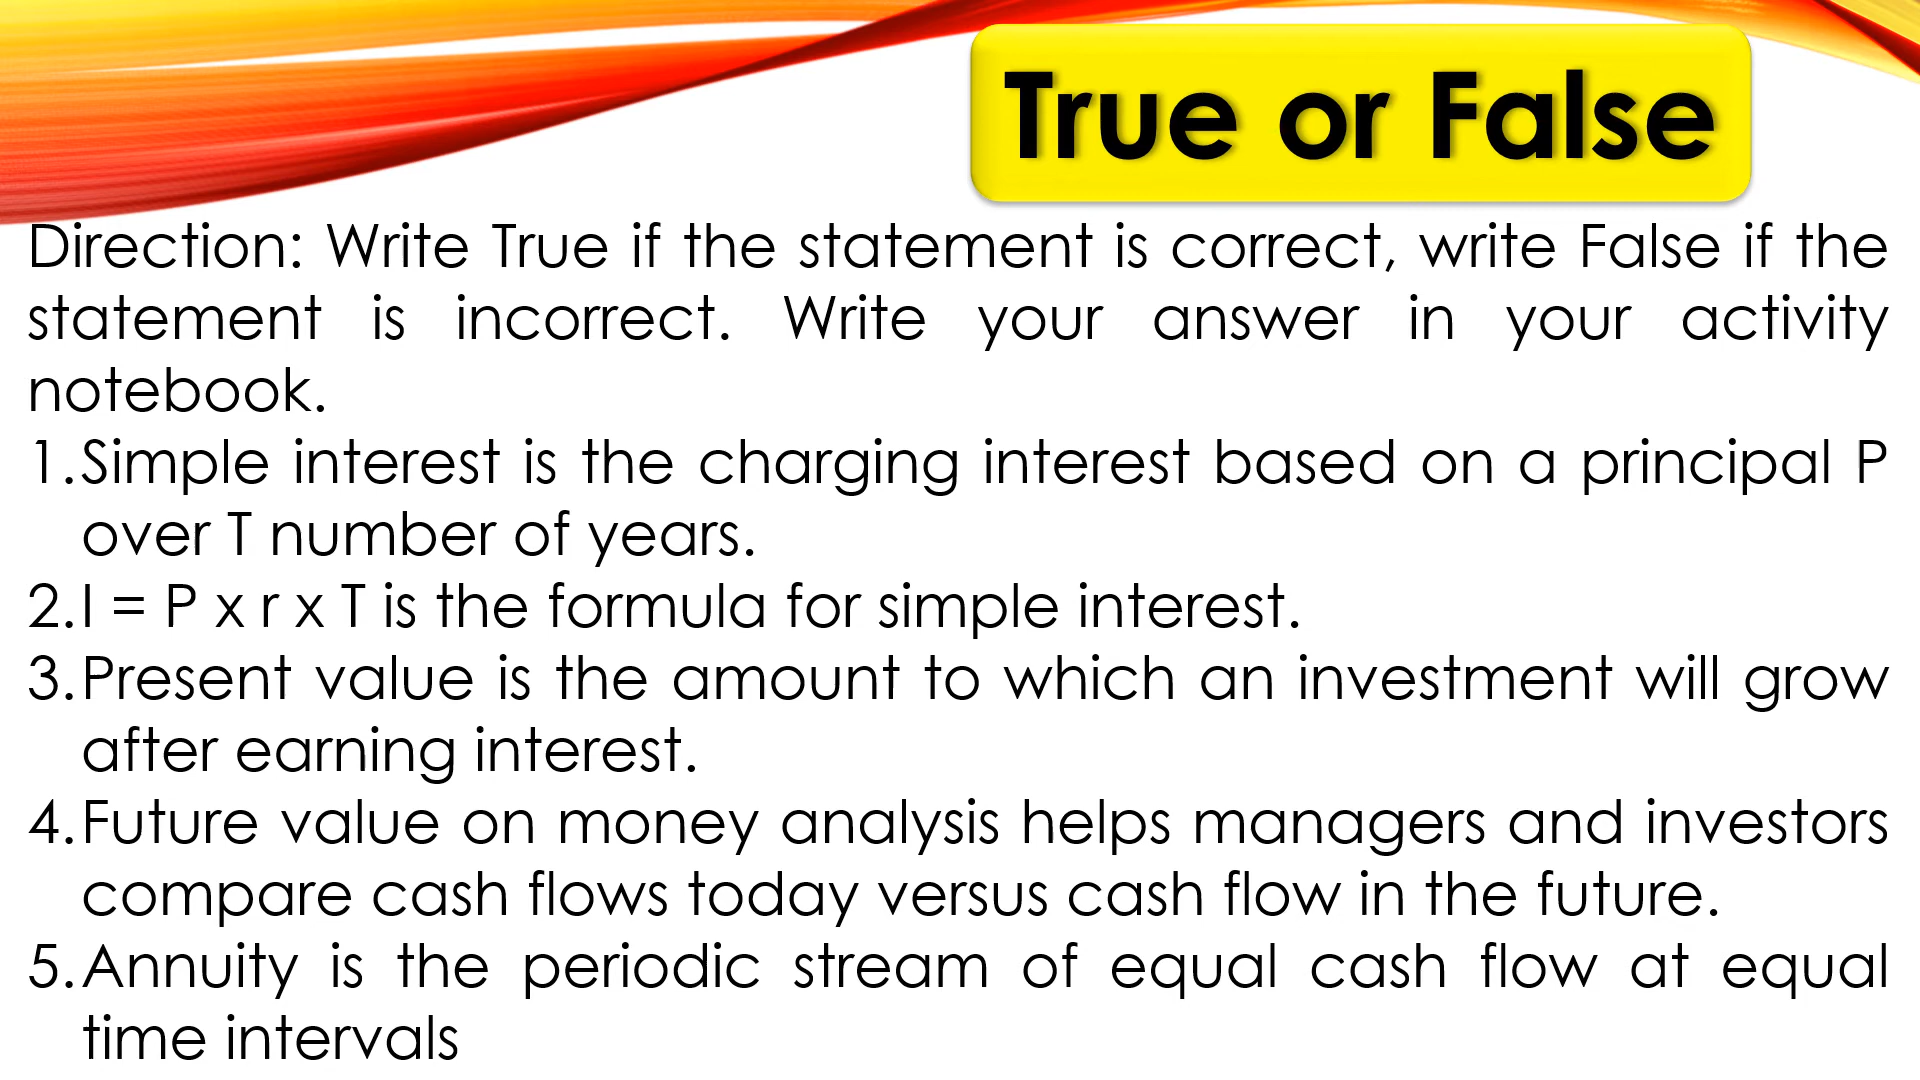 True or False
Direction: Write True if the statement is correct, write False if the
statement is incorrect. Write your answer in your activity
notebook.
1.Simple interest is the charging interest based on a principal P
over T number of years.
2.I = P x r x T is the formula for simple interest.
3.Present value is the amount to which an investment will grow
after earning interest.
4.Future value on money analysis helps managers and investors
compare cash flows today versus cash flow in the future.
5.Annuity is the periodic stream of equal cash flow at equal
time intervals